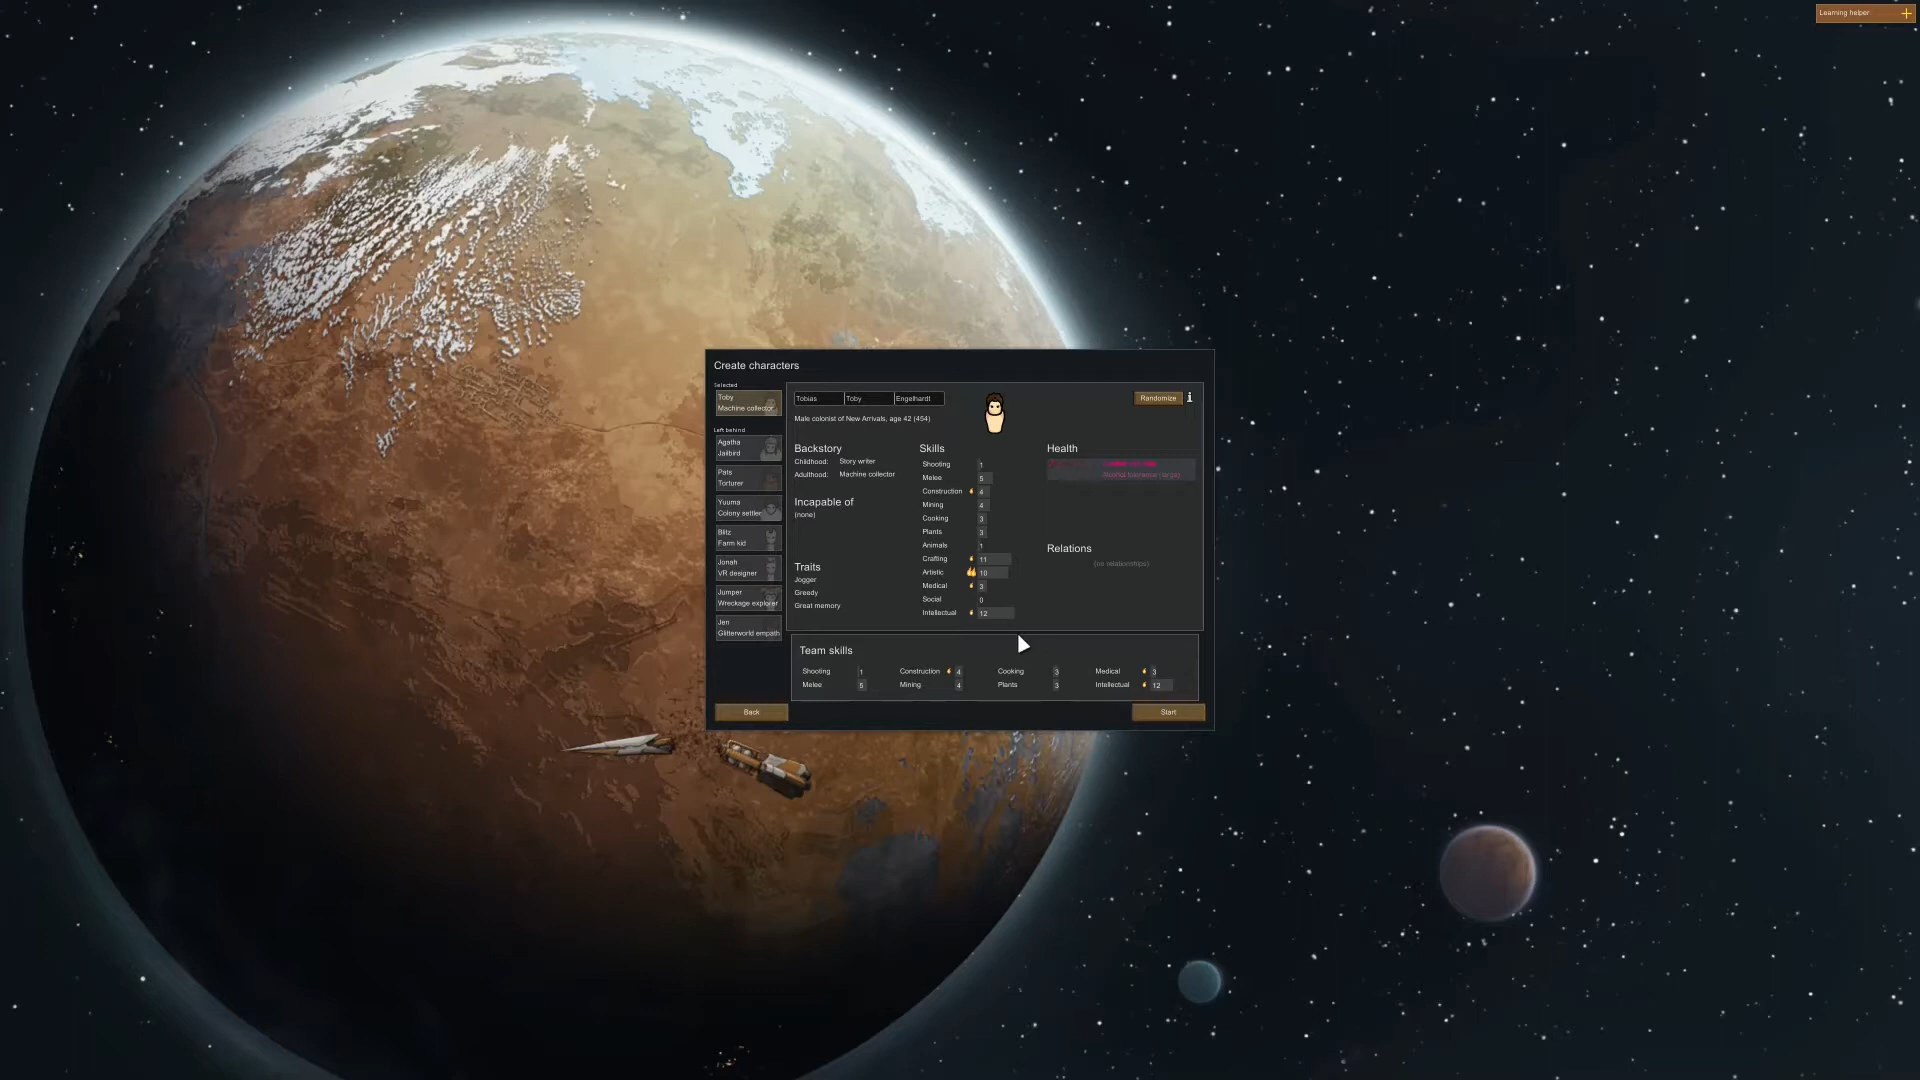 Learning helper
Create characters
Selected
Toby
Machine collector
Left behind
Agatha
Jailbird
Pats
Torturer
Yuuma
Colony settler
Blitz
Farm kid
Jonah
VR designer
Jumper
Wreckage explorer
Jen
Glitterworld empath
Tobias Toby Engelhardt
Randomize
Male colonist of New Arrivals, age 42 (454)
Backstory
Childhood: Story writer
Adulthood: Machine collector
Incapable of
(none)
Traits
Jogger
Greedy
Great memory
Skills
Shooting 1
Melee 5
Construction 4
Mining 4
Cooking 3
Plants 3
Animals 1
Crafting 11
Artistic 10
Medical 3
Social 0
Intellectual 12
Health
Relations
(no relationships)
Team skills
Shooting 1 Construction 4 Cooking 3 Medical 3
Melee 5 Mining 4 Plants 3 Intellectual 12
Back
Start